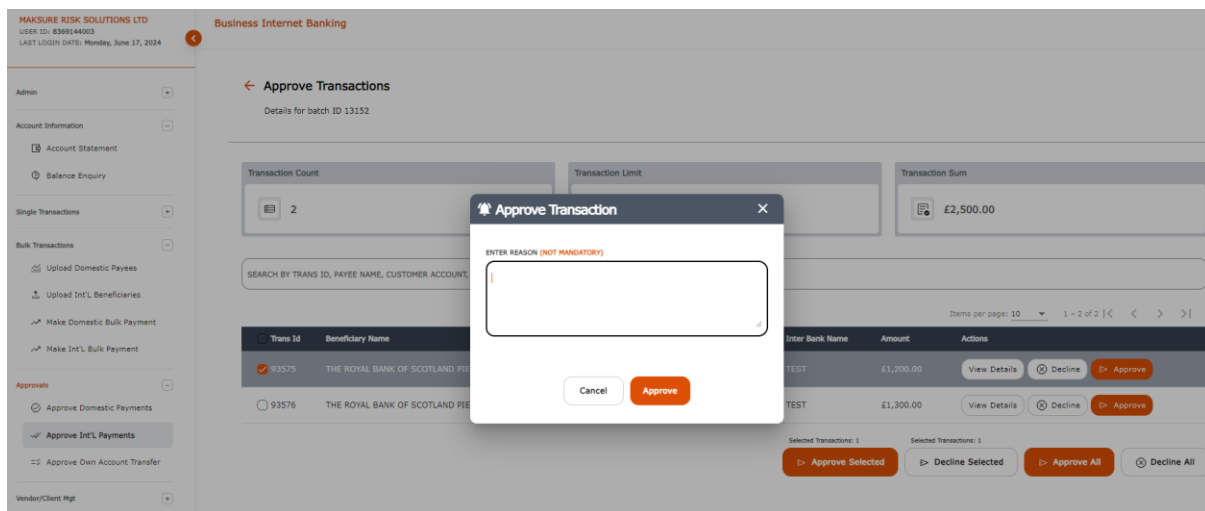 MAKSURE RISK SOLUTIONS LTD
USER ID: 8369144003
LAST LOGIN DATE: Monday, June 17, 2024
Business Internet Banking
Admin
Account Information
Account Statement
Balance Enquiry
Single Transactions
Bulk Transactions
Upload Domestic Payees
Upload Int'L Beneficiaries
Make Domestic Bulk Payment
Make Int'L Bulk Payment
Approvals
Approve Domestic Payments
Approve Int'L Payments
Approve Own Account Transfer
Vendor/Client Mgt
Approve Transactions
Details for batch ID 13152
Transaction Count
2
Transaction Limit
Transaction Sum
£2,500.00
SEARCH BY TRANS ID, PAYEE NAME, CUSTOMER ACCOUNT,
Items per page: 10 1 – 2 of 2
Trans Id Beneficiary Name Inter Bank Name Amount Actions
93575 THE ROYAL BANK OF SCOTLAND PLE TEST £1,200.00 View Details Decline Approve
93576 THE ROYAL BANK OF SCOTLAND PLE TEST £1,300.00 View Details Decline Approve
Selected Transactions: 1 Selected Transactions: 1
Approve Selected Decline Selected Approve All Decline All
Approve Transaction
ENTER REASON (NOT MANDATORY)
Cancel Approve